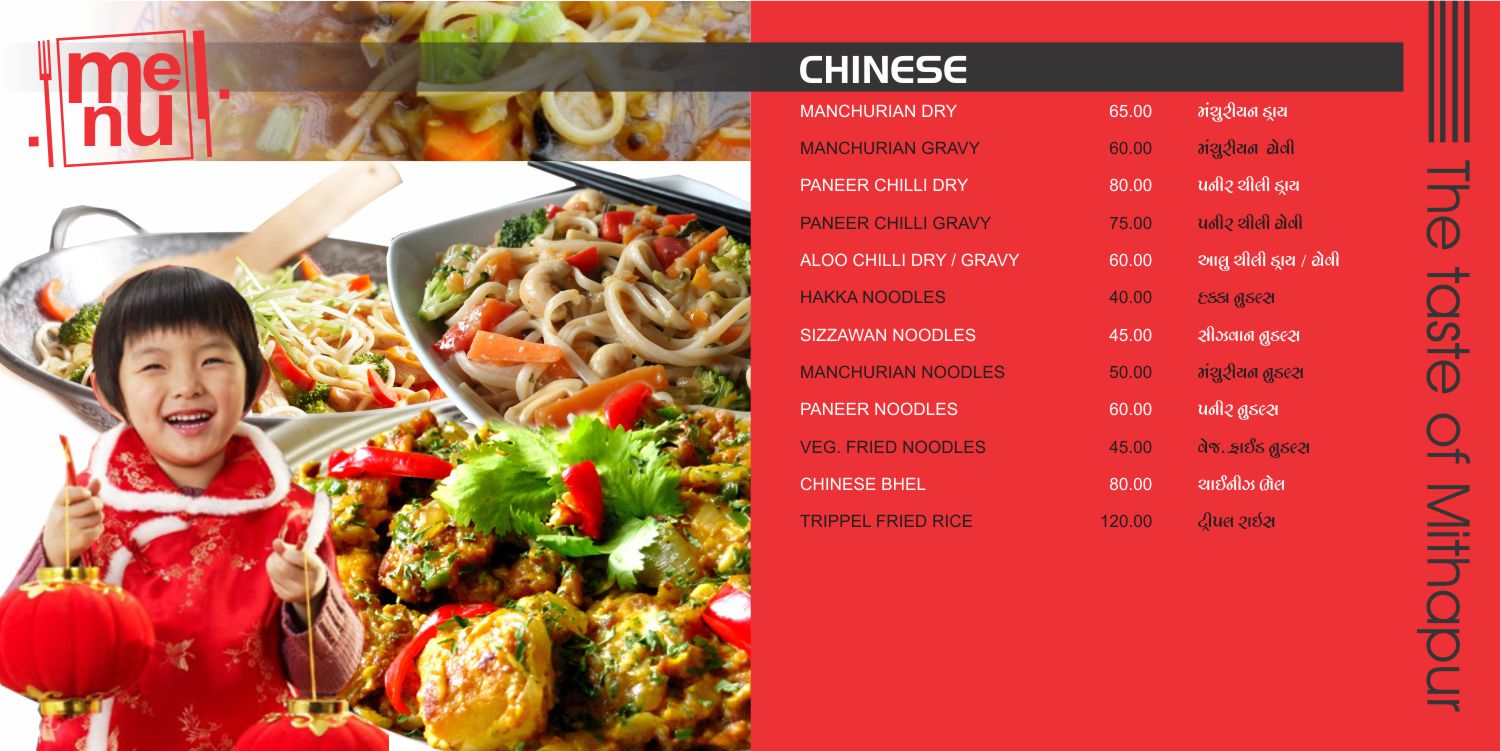 me
nu
CHINESE
MANCHURIAN DRY 65.00 મંચુરીયન ડ્રાય
MANCHURIAN GRAVY 60.00 મંચુરીયન ગ્રેવી
PANEER CHILLI DRY 80.00 પનીર ચીલી ડ્રાય
PANEER CHILLI GRAVY 75.00 પનીર ચીલી ગ્રેવી
ALOO CHILLI DRY / GRAVY 60.00 આલુ ચીલી ડ્રાય / ગ્રેવી
HAKKA NOODLES 40.00 હક્કા નુડલ્સ
SIZZAWAN NOODLES 45.00 સીઝવાન નુડલ્સ
MANCHURIAN NOODLES 50.00 મંચુરીયન નુડલ્સ
PANEER NOODLES 60.00 પનીર નુડલ્સ
VEG. FRIED NOODLES 45.00 વેજ. ફ્રાઈડ નુડલ્સ
CHINESE BHEL 80.00 ચાઈનીઝ ભેલ
TRIPPEL FRIED RICE 120.00 ટ્રીપલ રાઈસ
The taste of Mithapur